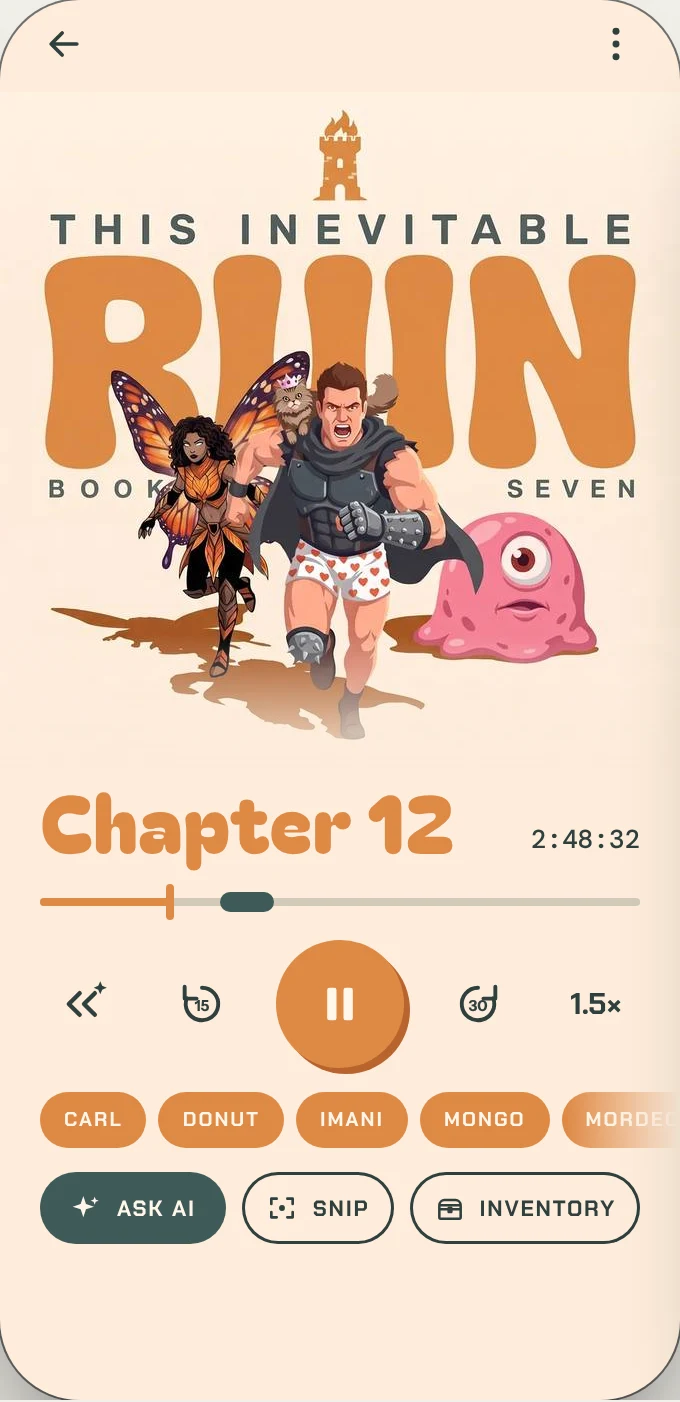 THIS INEVITABLE
RUIN
BOOK SEVEN
Chapter 12
2:48:32
15
30
1.5×
CARL
DONUT
IMANI
MONGO
MORDEC
ASK AI
SNIP
INVENTORY